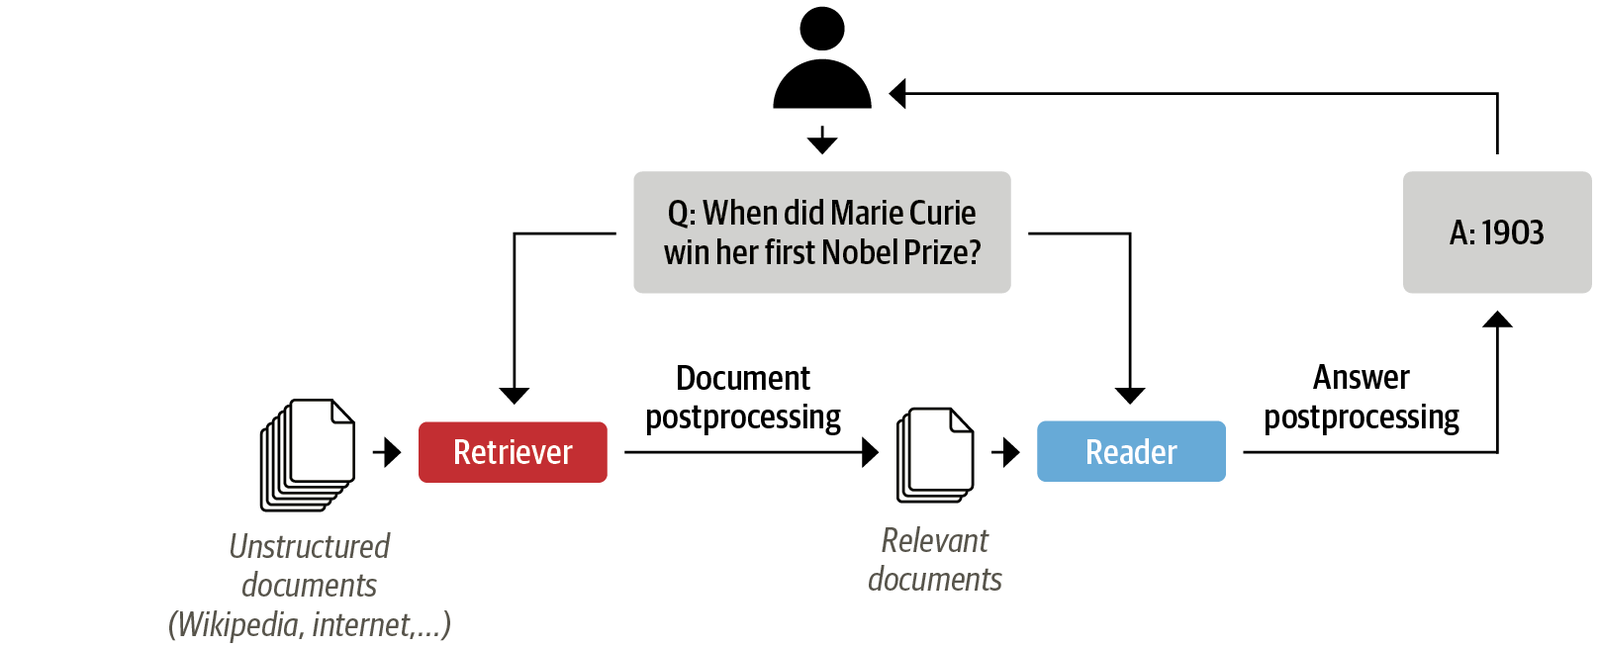 Q: When did Marie Curie
win her first Nobel Prize?
A: 1903
Document
postprocessing
Answer
postprocessing
Retriever
Reader
Unstructured
documents
(Wikipedia, internet,...)
Relevant
documents